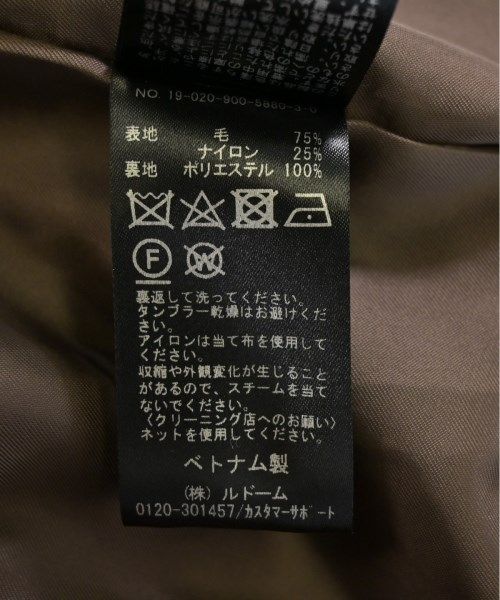 NO. 19-020-900-5880-3-0
表地 毛 75%
ナイロン 25%
裏地 ポリエステル 100%
F W
裏返して洗ってください。
タンブラー乾燥はお避けくだ
さい。
アイロンは当て布を使用して
ください。
収縮や外観変化が生じること
があるので、スチームを当て
ないでください。
〈クリーニング店へのお願い〉
ネットを使用してください。
ベトナム製
(株) ルドーム
0120-301457/カスタマーサポート